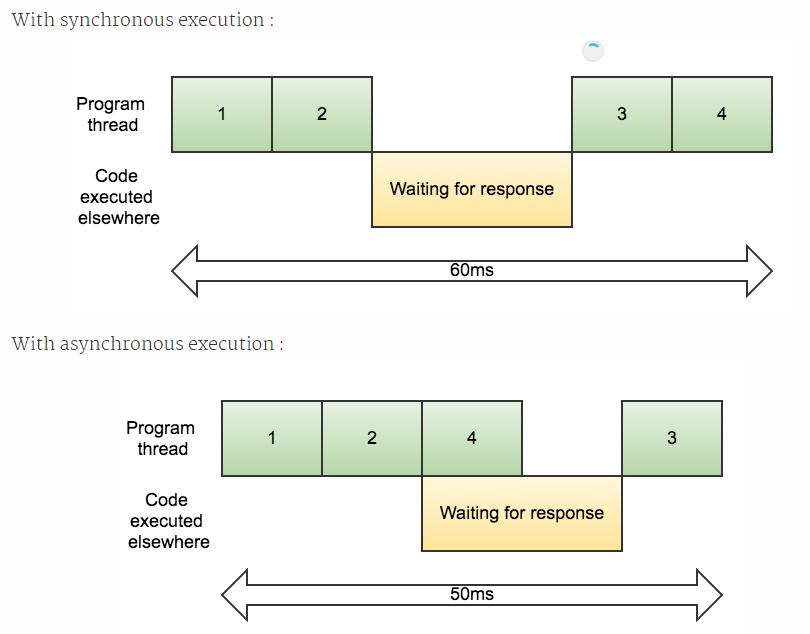 With synchronous execution :
Program
thread
1
2
3
4
Code
executed
elsewhere
Waiting for response
60ms
With asynchronous execution :
Program
thread
1
2
4
3
Code
executed
elsewhere
Waiting for response
50ms